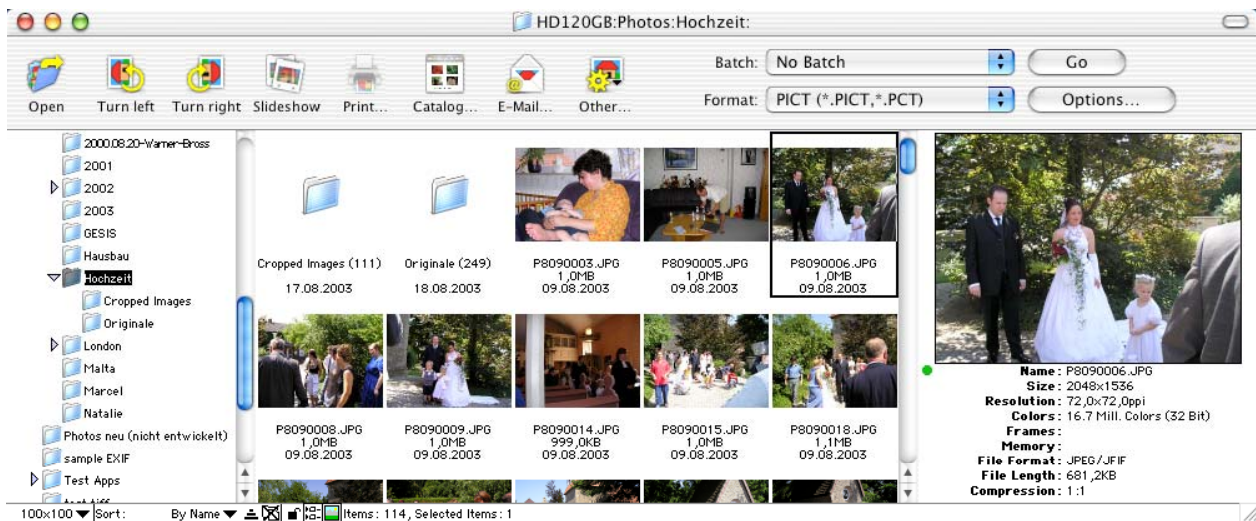 HD120GB:Photos:Hochzeit:
Open
Turn left
Turn right
Slideshow
Print...
Catalog...
E-Mail...
Other...
Batch:
No Batch
Go
Format:
PICT (*.PICT,*.PCT)
Options...
2000.08.20-Warner-Bross
2001
2002
2003
GESIS
Hausbau
Hochzeit
Cropped Images
Originale
London
Malta
Marcel
Natalie
Photos neu (nicht entwickelt)
sample EXIF
Test Apps
test tiff
Cropped Images (111)
17.08.2003
Originale (249)
18.08.2003
P8090003.JPG
1,0MB
09.08.2003
P8090005.JPG
1,0MB
09.08.2003
P8090006.JPG
1,0MB
09.08.2003
P8090008.JPG
1,0MB
09.08.2003
P8090009.JPG
1,0MB
09.08.2003
P8090014.JPG
999,0KB
09.08.2003
P8090015.JPG
1,0MB
09.08.2003
P8090018.JPG
1,1MB
09.08.2003
Name: P8090006.JPG
Size: 2048x1536
Resolution: 72,0x72,0ppi
Colors: 16.7 Mill. Colors (32 Bit)
Frames:
Memory:
File Format: JPEG/JFIF
File Length: 681,2KB
Compression: 1:1
100x100 Sort: By Name Items: 114, Selected Items: 1